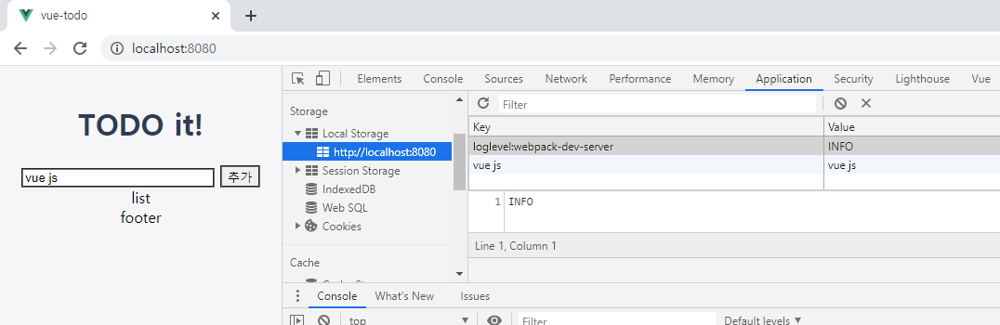 vue-todo
localhost:8080
TODO it!
vue js 추가
list
footer
Elements Console Sources Network Performance Memory Application Security Lighthouse Vue
Storage
Local Storage
http://localhost:8080
Session Storage
IndexedDB
Web SQL
Cookies
Cache
Filter
Key Value
loglevel:webpack-dev-server INFO
vue js vue js
1 INFO
Line 1, Column 1
Console What's New Issues
top Filter Default levels